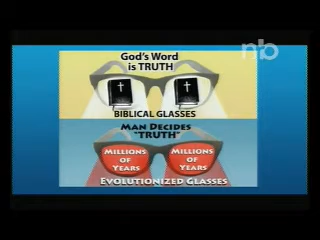 nb
God's Word
is TRUTH
BIBLICAL GLASSES
MAN DECIDES
"TRUTH"
MILLIONS OF YEARS
MILLIONS OF YEARS
EVOLUTIONIZED GLASSES